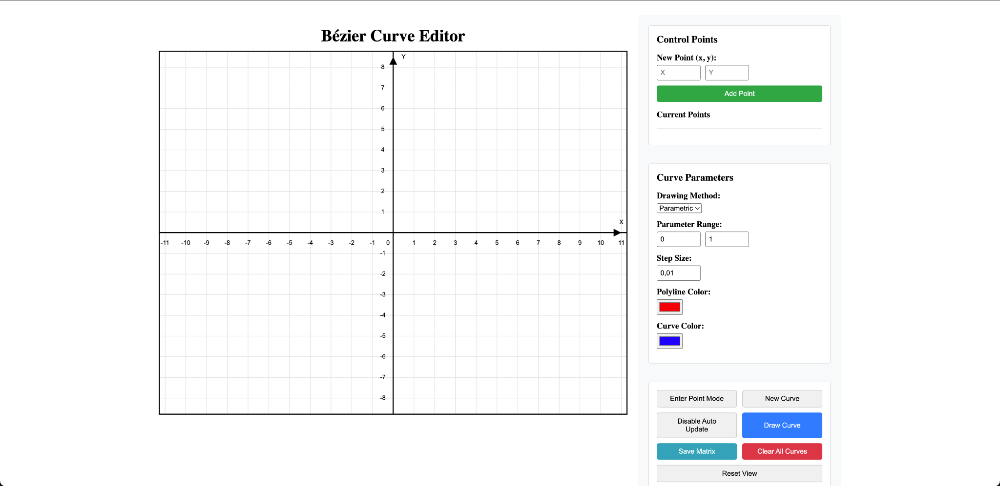 Bézier Curve Editor
Y
8
7
6
5
4
3
2
1
X
-11 -10 -9 -8 -7 -6 -5 -4 -3 -2 -1 0 1 2 3 4 5 6 7 8 9 10 11
-1
-2
-3
-4
-5
-6
-7
-8
Control Points
New Point (x, y):
X Y
Add Point
Current Points
Curve Parameters
Drawing Method:
Parametric
Parameter Range:
0 1
Step Size:
0,01
Polyline Color:
Curve Color:
Enter Point Mode New Curve
Disable Auto
Update
Draw Curve
Save Matrix Clear All Curves
Reset View